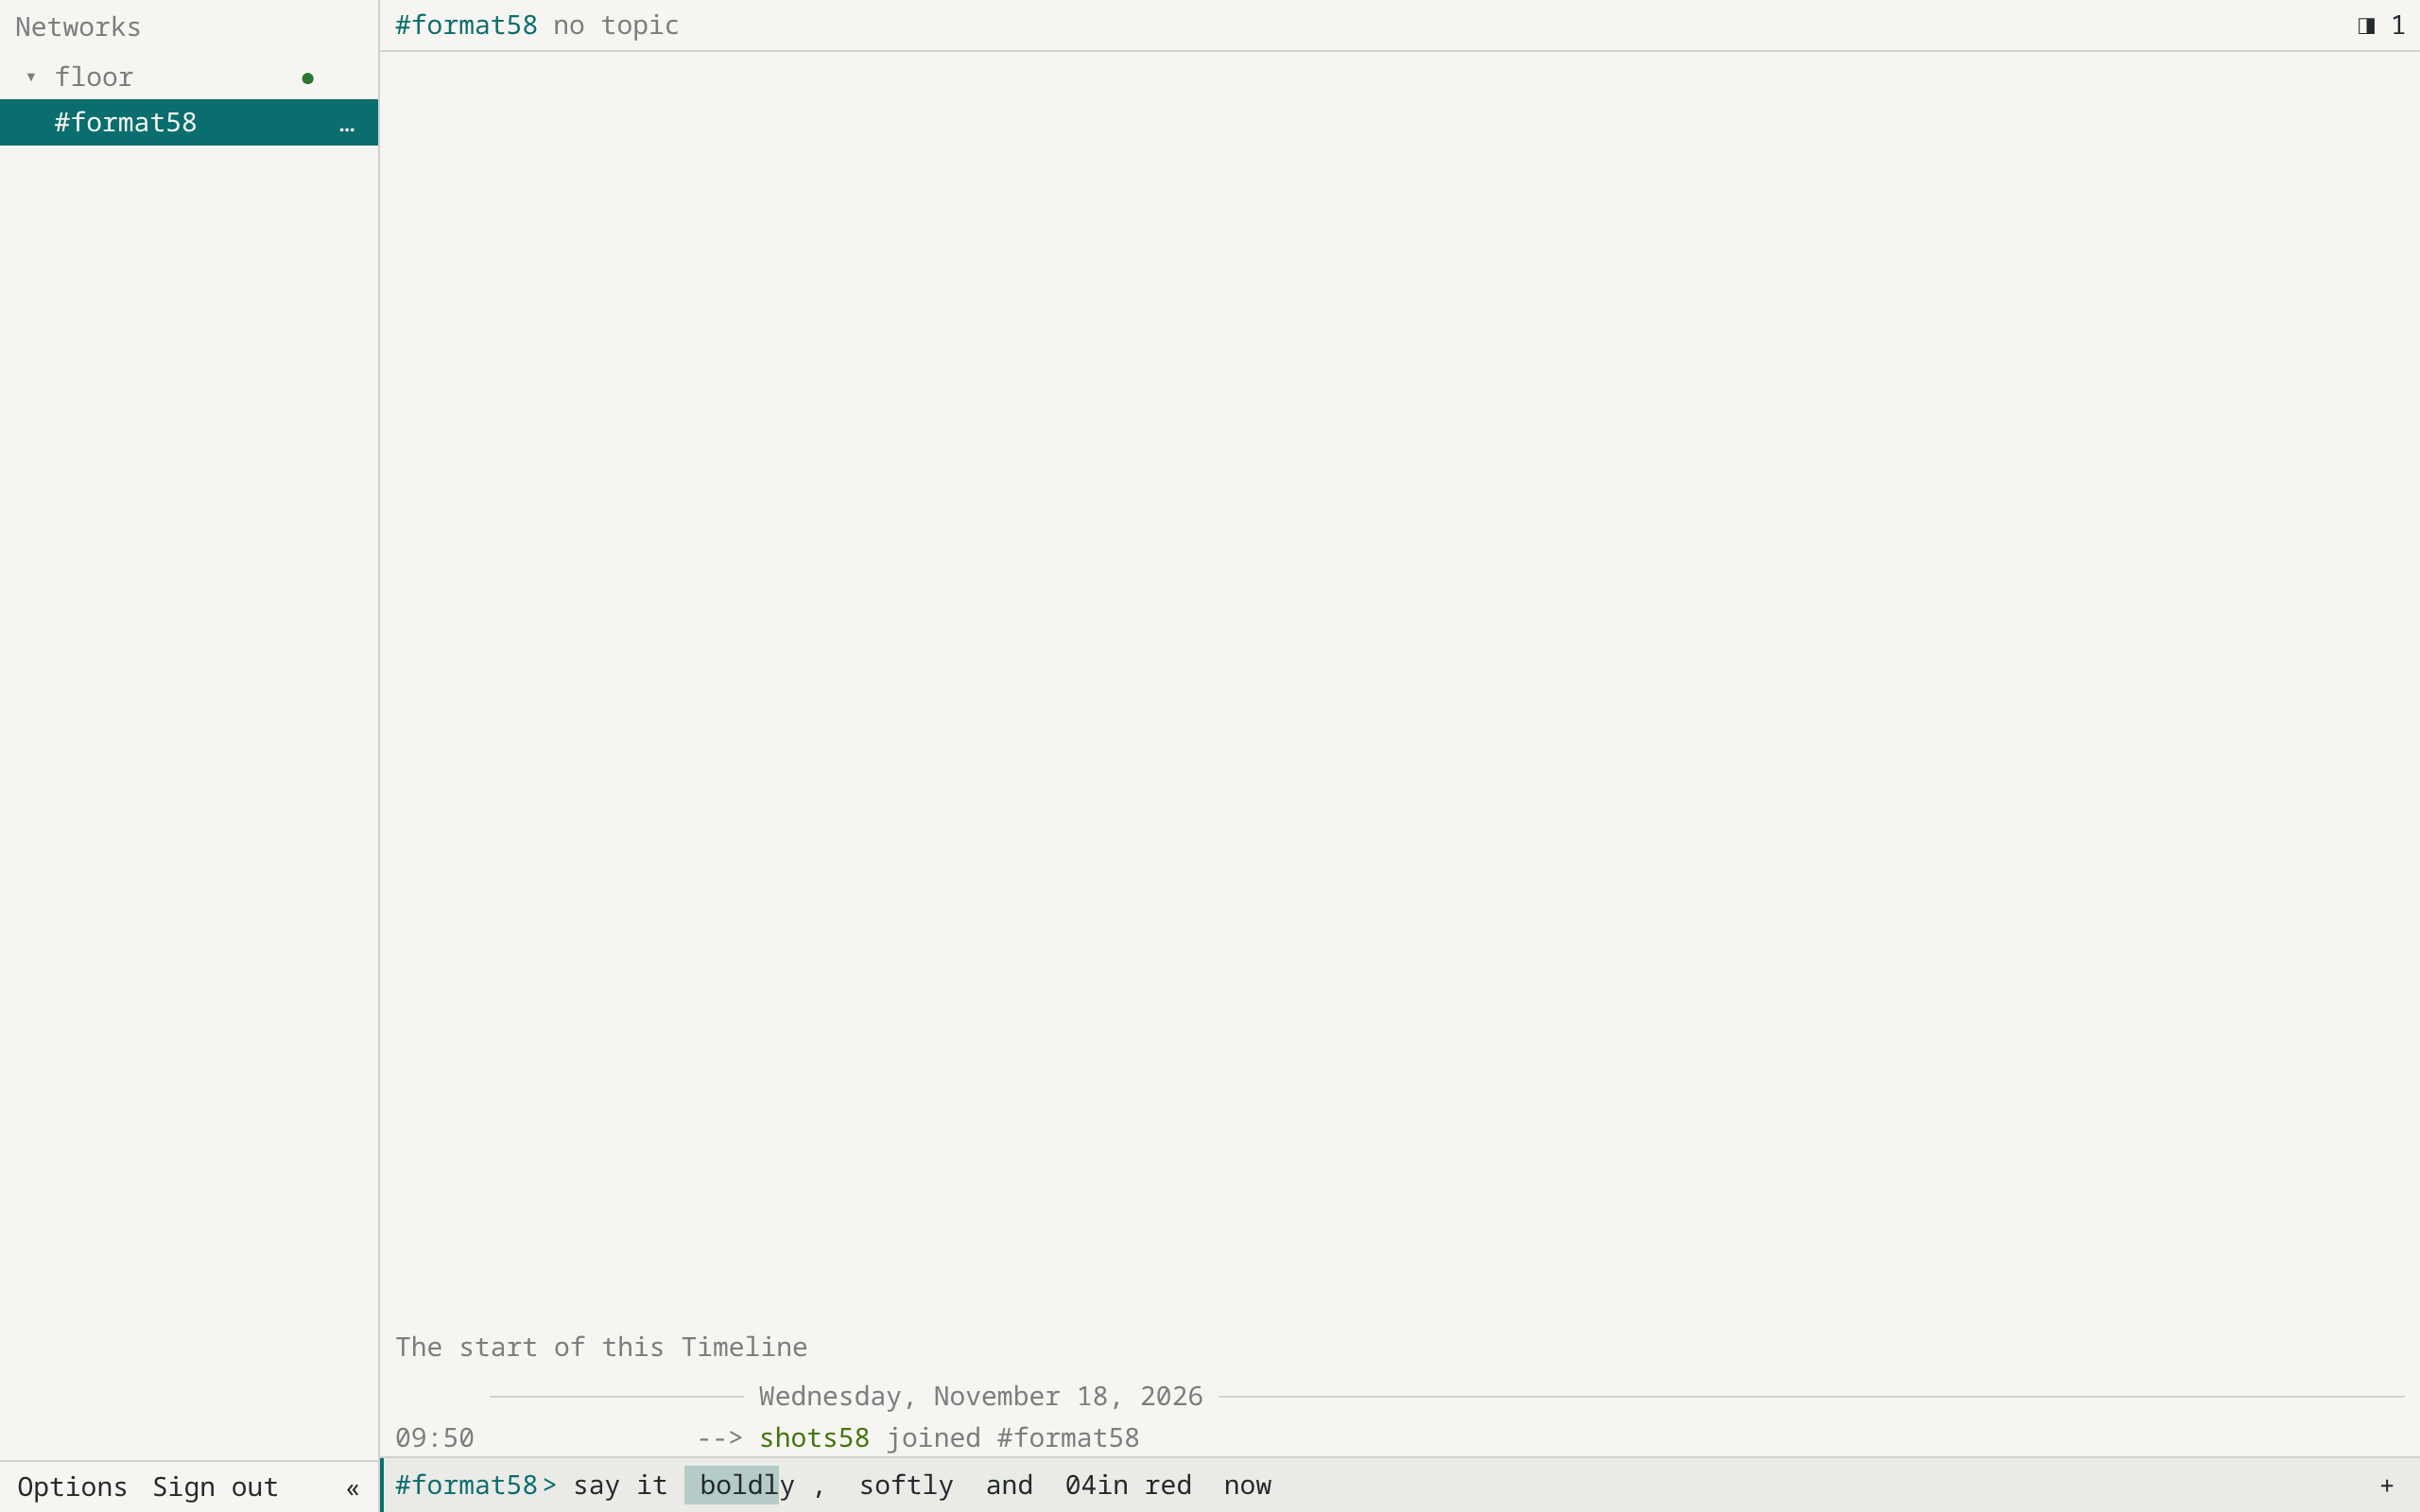 Networks
▾ floor ●
#format58 …
Options Sign out «
#format58 no topic ◨ 1
The start of this Timeline
Wednesday, November 18, 2026
09:50 --> shots58 joined #format58
#format58> say it boldly , softly and 04in red now +